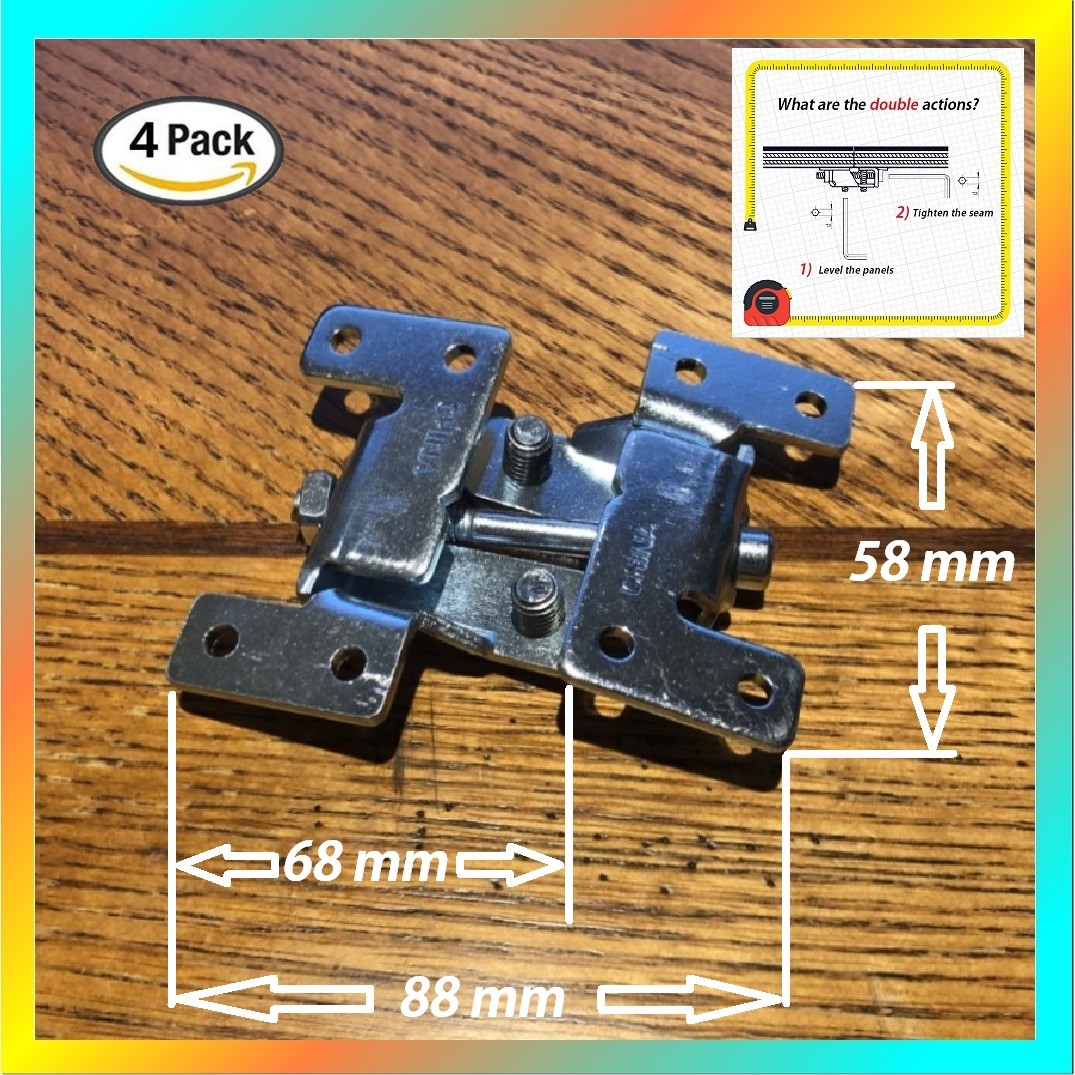 4 Pack
What are the double actions?
2) Tighten the seam
1) Level the panels
CHINA
CHINA
58 mm
68 mm
88 mm